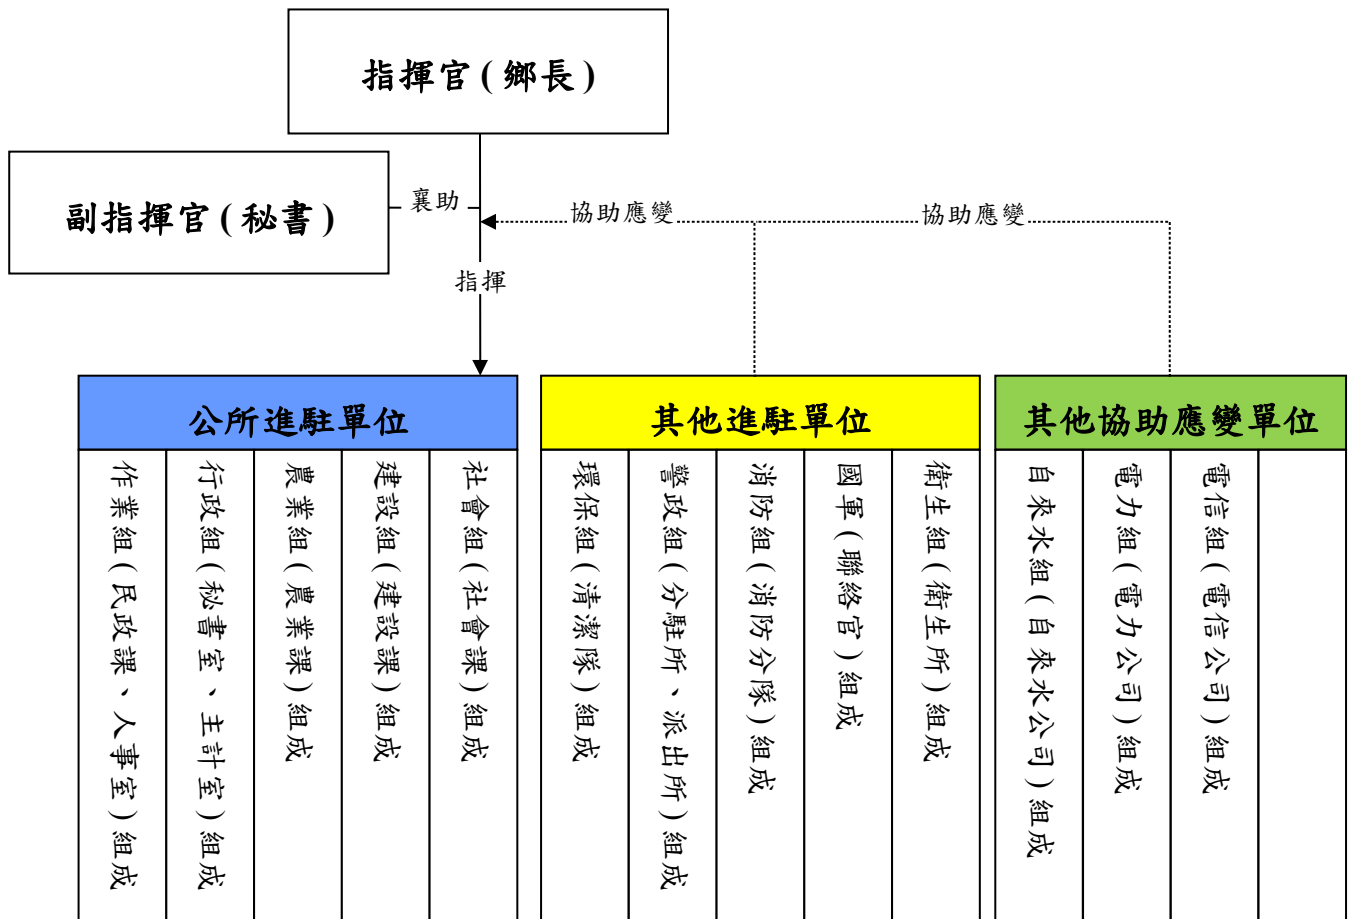 指揮官(鄉長)
副指揮官(秘書)
襄助
協助應變
協助應變
指揮
公所進駐單位
作業組(民政課、人事室)組成
行政組(秘書室、主計室)組成
農業組(農業課)組成
建設組(建設課)組成
社會組(社會課)組成
其他進駐單位
環保組(清潔隊)組成
警政組(分駐所、派出所)組成
消防組(消防分隊)組成
國軍(聯絡官)組成
衛生組(衛生所)組成
其他協助應變單位
自來水組(自來水公司)組成
電力組(電力公司)組成
電信組(電信公司)組成